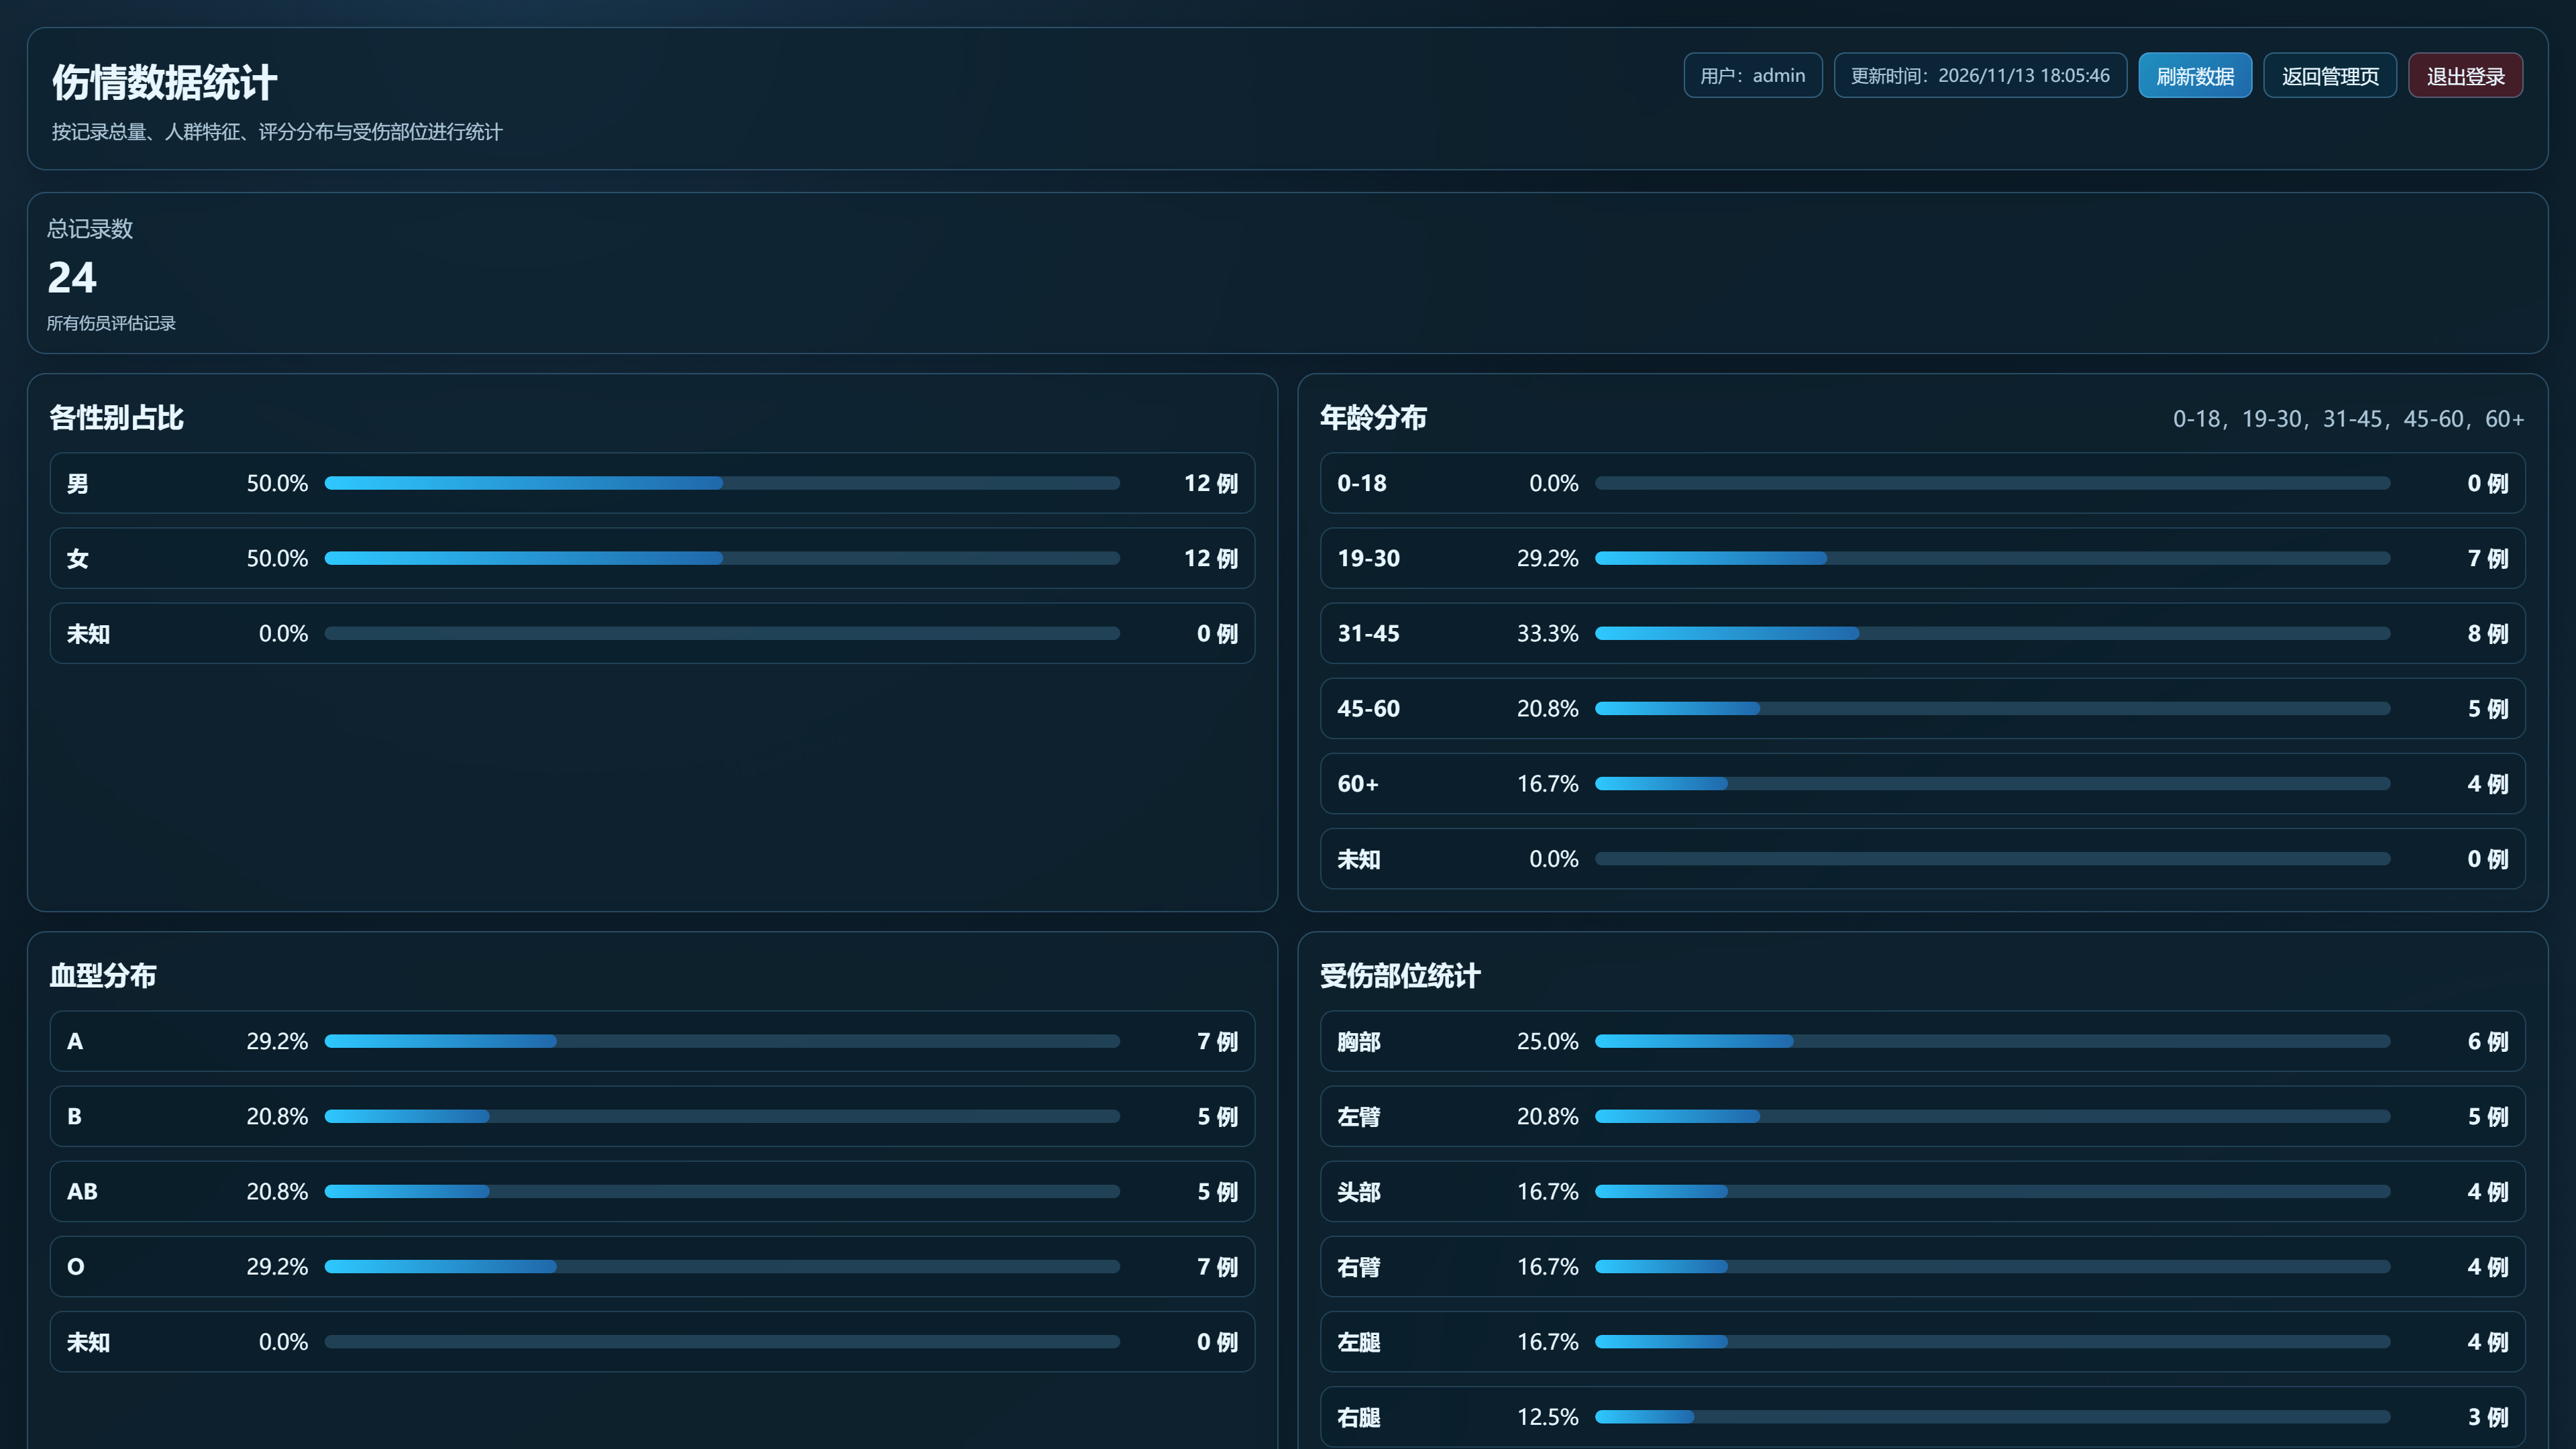 伤情数据统计
按记录总量、人群特征、评分分布与受伤部位进行统计
用户：admin
更新时间：2026/11/13 18:05:46
刷新数据
返回管理页
退出登录
总记录数
24
所有伤员评估记录
各性别占比
男 50.0% 12 例
女 50.0% 12 例
未知 0.0% 0 例
年龄分布
0-18，19-30，31-45，45-60，60+
0-18 0.0% 0 例
19-30 29.2% 7 例
31-45 33.3% 8 例
45-60 20.8% 5 例
60+ 16.7% 4 例
未知 0.0% 0 例
血型分布
A 29.2% 7 例
B 20.8% 5 例
AB 20.8% 5 例
O 29.2% 7 例
未知 0.0% 0 例
受伤部位统计
胸部 25.0% 6 例
左臂 20.8% 5 例
头部 16.7% 4 例
右臂 16.7% 4 例
左腿 16.7% 4 例
右腿 12.5% 3 例